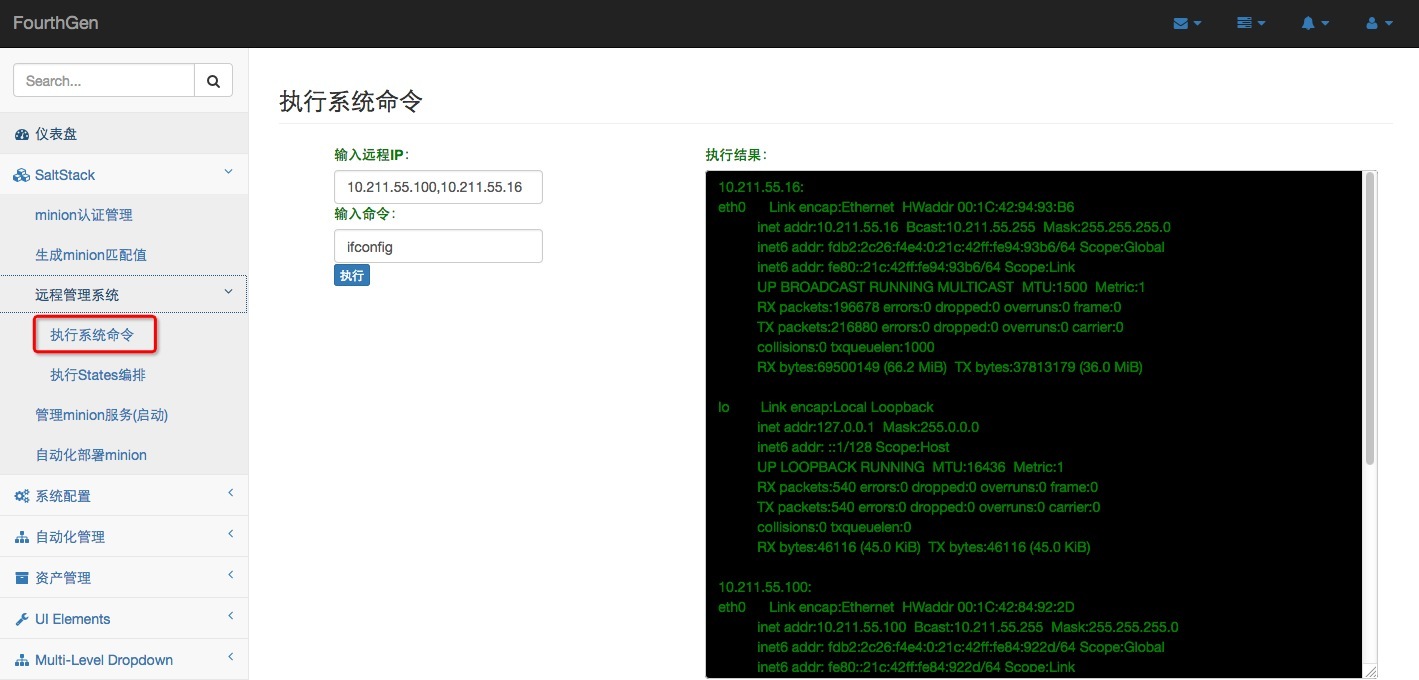 FourthGen
Search...
仪表盘
SaltStack
minion认证管理
生成minion匹配值
远程管理系统
执行系统命令
执行States编排
管理minion服务(启动)
自动化部署minion
系统配置
自动化管理
资产管理
UI Elements
Multi-Level Dropdown
执行系统命令
输入远程IP：
10.211.55.100,10.211.55.16
输入命令：
ifconfig
执行
执行结果：
10.211.55.16:
eth0 Link encap:Ethernet HWaddr 00:1C:42:94:93:B6
inet addr:10.211.55.16 Bcast:10.211.55.255 Mask:255.255.255.0
inet6 addr: fdb2:2c26:f4e4:0:21c:42ff:fe94:93b6/64 Scope:Global
inet6 addr: fe80::21c:42ff:fe94:93b6/64 Scope:Link
UP BROADCAST RUNNING MULTICAST MTU:1500 Metric:1
RX packets:196678 errors:0 dropped:0 overruns:0 frame:0
TX packets:216880 errors:0 dropped:0 overruns:0 carrier:0
collisions:0 txqueuelen:1000
RX bytes:69500149 (66.2 MiB) TX bytes:37813179 (36.0 MiB)
lo Link encap:Local Loopback
inet addr:127.0.0.1 Mask:255.0.0.0
inet6 addr: ::1/128 Scope:Host
UP LOOPBACK RUNNING MTU:16436 Metric:1
RX packets:540 errors:0 dropped:0 overruns:0 frame:0
TX packets:540 errors:0 dropped:0 overruns:0 carrier:0
collisions:0 txqueuelen:0
RX bytes:46116 (45.0 KiB) TX bytes:46116 (45.0 KiB)
10.211.55.100:
eth0 Link encap:Ethernet HWaddr 00:1C:42:84:92:2D
inet addr:10.211.55.100 Bcast:10.211.55.255 Mask:255.255.255.0
inet6 addr: fdb2:2c26:f4e4:0:21c:42ff:fe84:922d/64 Scope:Global
inet6 addr: fe80::21c:42ff:fe84:922d/64 Scope:Link